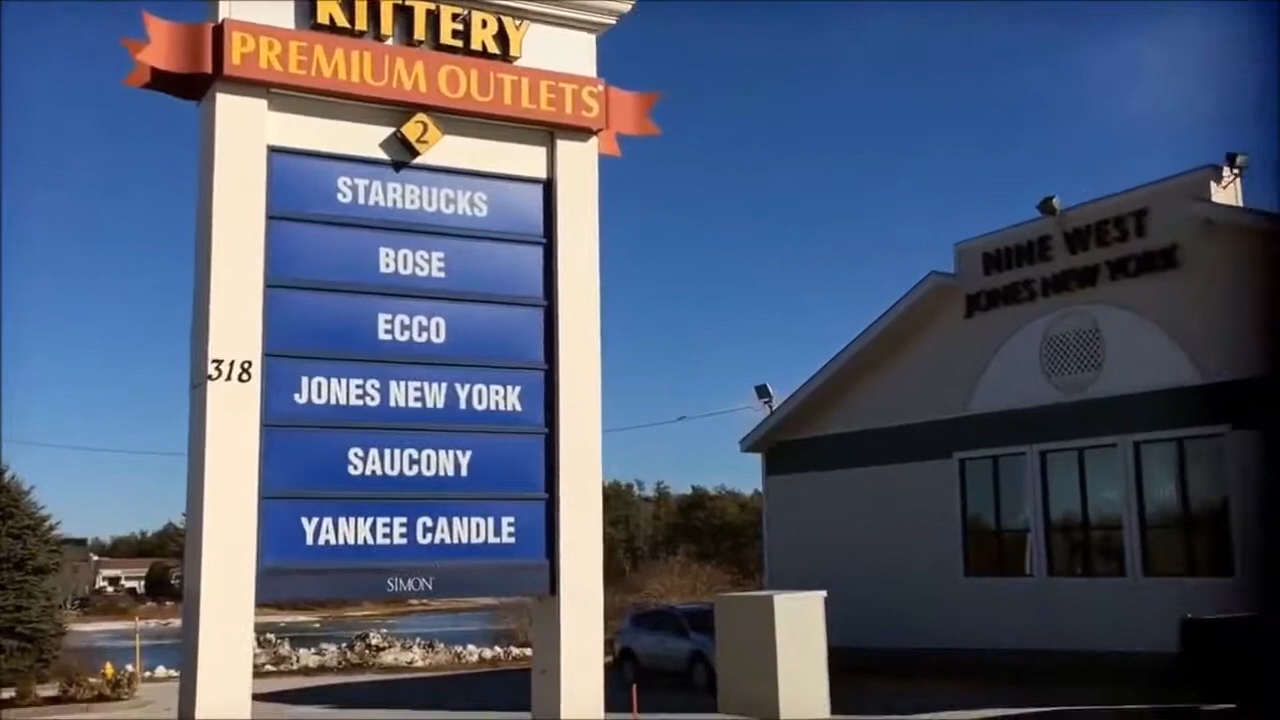 KITTERY
PREMIUM OUTLETS
2
STARBUCKS
BOSE
ECCO
318
JONES NEW YORK
SAUCONY
YANKEE CANDLE
SIMON
NINE WEST
JONES NEW YORK